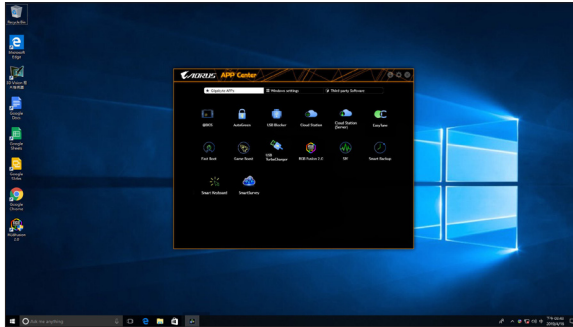 Recycle Bin
Microsoft
Edge
Google
Docs
Google
Sheets
Google
Slides
Google
Chrome
AORUS APP Center
Gigabyte APPs
Windows settings
Third-party Software
@BIOS
AutoGreen
USB Blocker
Cloud Station
Cloud Station
(Server)
EasyTune
Fast Boot
Game Boost
USB
TurboCharger
RGB Fusion 2.0
SIV
Smart Backup
Smart Keyboard
Ask me anything